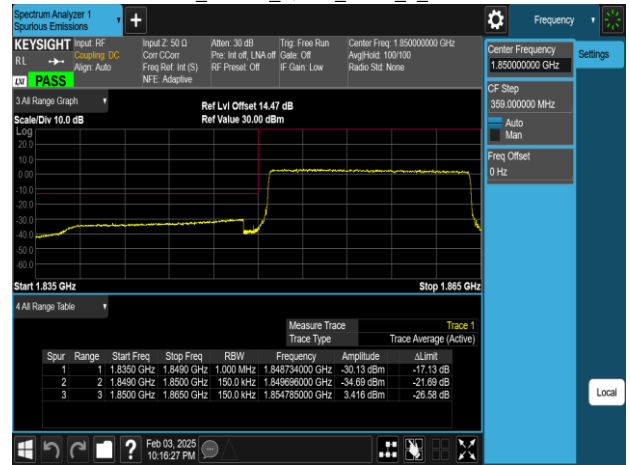 Spectrum Analyzer 1
Spurious Emissions
Frequency
KEYSIGHT
RL
LXI PASS
Input: RF
Coupling: DC
Align: Auto
Input Z: 50 Ω
Corr CCorr
Freq Ref: Int (S)
NFE: Adaptive
Atten: 30 dB
Pre: Int off, LNA off
RF Presel: Off
Trig: Free Run
Gate: Off
IF Gain: Low
Center Freq: 1.850000000 GHz
Avg|Hold: 100/100
Radio Std: None
Center Frequency
1.850000000 GHz
Settings
CF Step
359.000000 MHz
Auto
Man
Freq Offset
0 Hz
Local
3 All Range Graph
Scale/Div 10.0 dB
Ref Lvl Offset 14.47 dB
Ref Value 30.00 dBm
Log
20.0
10.0
0.00
-10.0
-20.0
-30.0
-40.0
-50.0
-60.0
Start 1.835 GHz
Stop 1.865 GHz
4 All Range Table
Measure Trace Trace 1
Trace Type Trace Average (Active)
Spur Range Start Freq Stop Freq RBW Frequency Amplitude ΔLimit
1 1 1.8350 GHz 1.8490 GHz 1.000 MHz 1.848734000 GHz -30.13 dBm -17.13 dB
2 2 1.8490 GHz 1.8500 GHz 150.0 kHz 1.849696000 GHz -34.69 dBm -21.69 dB
3 3 1.8500 GHz 1.8650 GHz 150.0 kHz 1.854785000 GHz 3.416 dBm -26.58 dB
Feb 03, 2025
10:16:27 PM